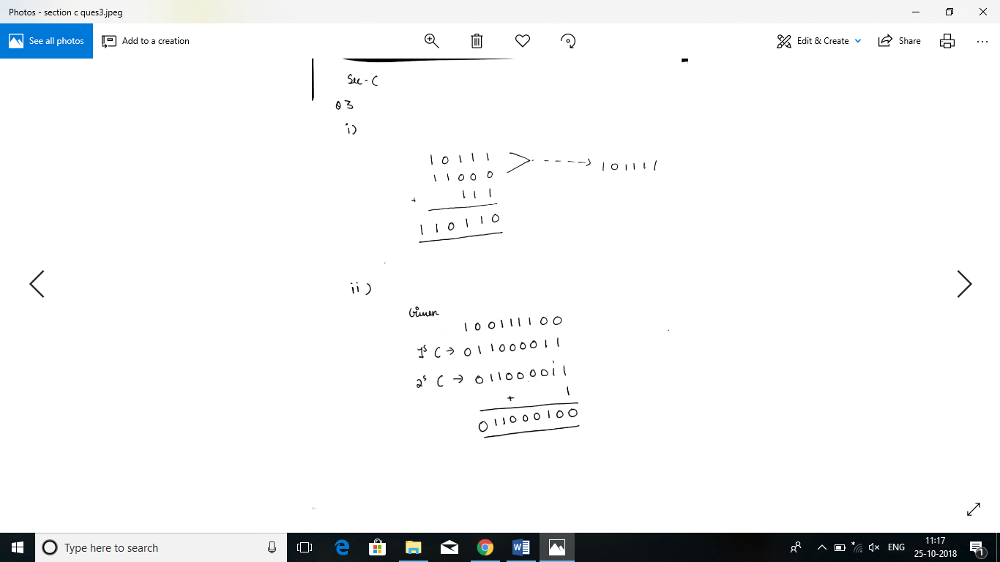 Photos - section c ques3.jpeg
See all photos
Add to a creation
Edit & Create
Share
Sec-C
Q3
i)
10111
11000
+ 111
110110
101111
ii)
Given
100111100
1s C → 011000011
2s C → 011000011
+ 1
011000100
Type here to search
ENG
11:17
25-10-2018
1